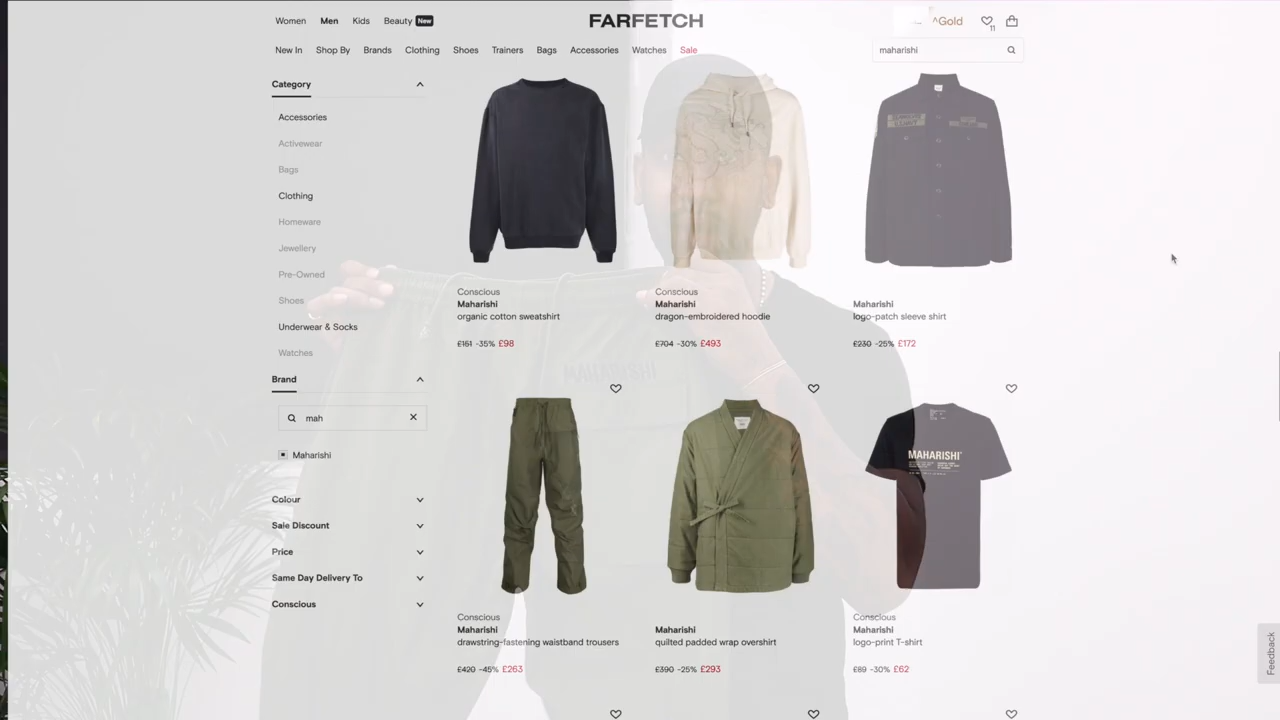 Women Men Kids Beauty New
FARFETCH
^Gold
11
New In Shop By Brands Clothing Shoes Trainers Bags Accessories Watches Sale
maharishi
Category
Accessories
Activewear
Bags
Clothing
Homeware
Jewellery
Pre-Owned
Shoes
Underwear & Socks
Watches
Brand
mah
Maharishi
Colour
Sale Discount
Price
Same Day Delivery To
Conscious
Conscious
Maharishi
organic cotton sweatshirt
£161 -35% £98
Conscious
Maharishi
dragon-embroidered hoodie
£704 -30% £493
Maharishi
logo-patch sleeve shirt
£230 -25% £172
MAHARISHI
MAHARISHI
Conscious
Maharishi
drawstring-fastening waistband trousers
£420 -45% £263
Maharishi
quilted padded wrap overshirt
£390 -25% £293
Conscious
Maharishi
logo-print T-shirt
£89 -30% £62
Feedback